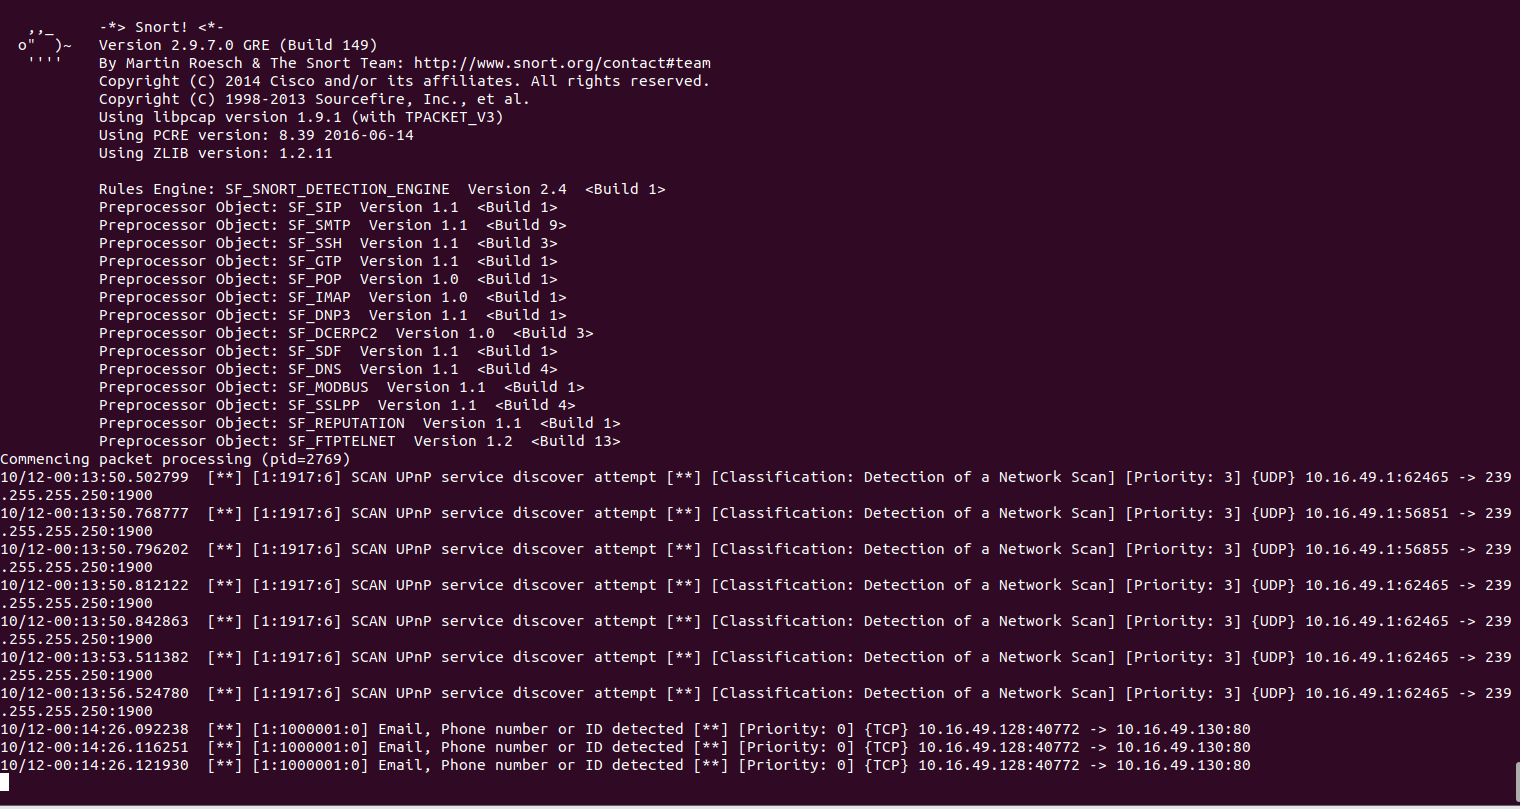 ,,_     -*> Snort! <*-
o"  )~   Version 2.9.7.0 GRE (Build 149)
''''    By Martin Roesch & The Snort Team: http://www.snort.org/contact#team
Copyright (C) 2014 Cisco and/or its affiliates. All rights reserved.
Copyright (C) 1998-2013 Sourcefire, Inc., et al.
Using libpcap version 1.9.1 (with TPACKET_V3)
Using PCRE version: 8.39 2016-06-14
Using ZLIB version: 1.2.11
Rules Engine: SF_SNORT_DETECTION_ENGINE  Version 2.4  <Build 1>
Preprocessor Object: SF_SIP  Version 1.1  <Build 1>
Preprocessor Object: SF_SMTP  Version 1.1  <Build 9>
Preprocessor Object: SF_SSH  Version 1.1  <Build 3>
Preprocessor Object: SF_GTP  Version 1.1  <Build 1>
Preprocessor Object: SF_POP  Version 1.0  <Build 1>
Preprocessor Object: SF_IMAP  Version 1.0  <Build 1>
Preprocessor Object: SF_DNP3  Version 1.1  <Build 1>
Preprocessor Object: SF_DCERPC2  Version 1.0  <Build 3>
Preprocessor Object: SF_SDF  Version 1.1  <Build 1>
Preprocessor Object: SF_DNS  Version 1.1  <Build 4>
Preprocessor Object: SF_MODBUS  Version 1.1  <Build 1>
Preprocessor Object: SF_SSLPP  Version 1.1  <Build 4>
Preprocessor Object: SF_REPUTATION  Version 1.1  <Build 1>
Preprocessor Object: SF_FTPTELNET  Version 1.2  <Build 13>
Commencing packet processing (pid=2769)
10/12-00:13:50.502799  [**] [1:1917:6] SCAN UPnP service discover attempt [**] [Classification: Detection of a Network Scan] [Priority: 3] {UDP} 10.16.49.1:62465 -> 239
.255.255.250:1900
10/12-00:13:50.768777  [**] [1:1917:6] SCAN UPnP service discover attempt [**] [Classification: Detection of a Network Scan] [Priority: 3] {UDP} 10.16.49.1:56851 -> 239
.255.255.250:1900
10/12-00:13:50.796202  [**] [1:1917:6] SCAN UPnP service discover attempt [**] [Classification: Detection of a Network Scan] [Priority: 3] {UDP} 10.16.49.1:56855 -> 239
.255.255.250:1900
10/12-00:13:50.812122  [**] [1:1917:6] SCAN UPnP service discover attempt [**] [Classification: Detection of a Network Scan] [Priority: 3] {UDP} 10.16.49.1:62465 -> 239
.255.255.250:1900
10/12-00:13:50.842863  [**] [1:1917:6] SCAN UPnP service discover attempt [**] [Classification: Detection of a Network Scan] [Priority: 3] {UDP} 10.16.49.1:62465 -> 239
.255.255.250:1900
10/12-00:13:53.511382  [**] [1:1917:6] SCAN UPnP service discover attempt [**] [Classification: Detection of a Network Scan] [Priority: 3] {UDP} 10.16.49.1:62465 -> 239
.255.255.250:1900
10/12-00:13:56.524780  [**] [1:1917:6] SCAN UPnP service discover attempt [**] [Classification: Detection of a Network Scan] [Priority: 3] {UDP} 10.16.49.1:62465 -> 239
.255.255.250:1900
10/12-00:14:26.092238  [**] [1:1000001:0] Email, Phone number or ID detected [**] [Priority: 0] {TCP} 10.16.49.128:40772 -> 10.16.49.130:80
10/12-00:14:26.116251  [**] [1:1000001:0] Email, Phone number or ID detected [**] [Priority: 0] {TCP} 10.16.49.128:40772 -> 10.16.49.130:80
10/12-00:14:26.121930  [**] [1:1000001:0] Email, Phone number or ID detected [**] [Priority: 0] {TCP} 10.16.49.128:40772 -> 10.16.49.130:80